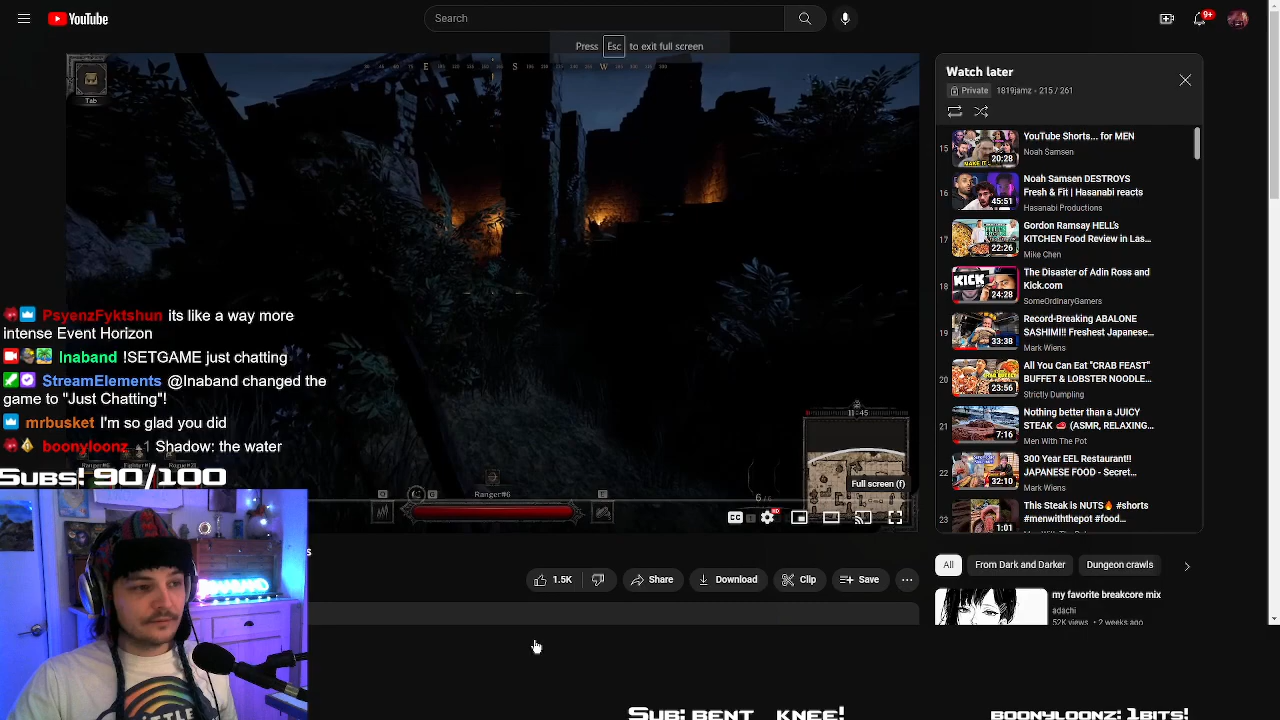 YouTube
Search
9+
Press Esc to exit full screen
Tab
E
S
W
Watch later
Private
1819jamz - 215 / 261
15
20:28
YouTube Shorts... for MEN
Noah Samsen
16
45:51
Noah Samsen DESTROYS
Fresh & Fit | Hasanabi reacts
Hasanabi Productions
17
22:26
Gordon Ramsay HELL's
KITCHEN Food Review in Las...
Mike Chen
18
KICK
24:28
The Disaster of Adin Ross and
Kick.com
SomeOrdinaryGamers
19
33:38
Record-Breaking ABALONE
SASHIMI!! Freshest Japanese...
Mark Wiens
20
23:56
All You Can Eat "CRAB FEAST"
BUFFET & LOBSTER NOODLE...
Strictly Dumpling
21
7:16
Nothing better than a JUICY
STEAK 🥩 (ASMR, RELAXING...
Men With The Pot
22
32:10
300 Year EEL Restaurant!!
JAPANESE FOOD - Secret...
Mark Wiens
23
1:01
This Steak is NUTS🔥 #shorts
#menwiththepot #food...
PsyenzFyktshun its like a way more
intense Event Horizon
Inaband !SETGAME just chatting
StreamElements @Inaband changed the
game to "Just Chatting"!
mrbusket I'm so glad you did
boonyloonz -1 Shadow: the water
Subs! 90/100
Ranger#6
Q
E
6 / 6
11:45
Full screen (f)
CC
HD
s
1.5K
Share
Download
Clip
Save
All
From Dark and Darker
Dungeon crawls
my favorite breakcore mix
adachi
52K views • 2 weeks ago
Sub: bent_knee!
boonyloonz: 1bits!